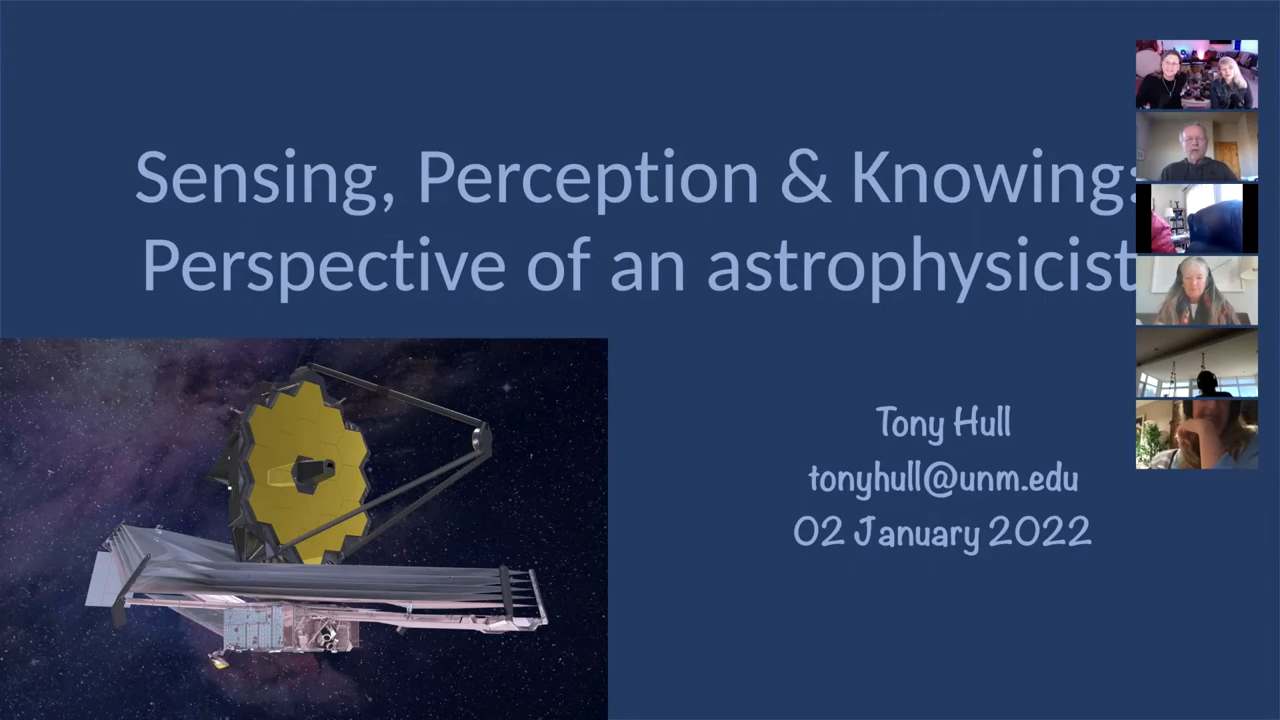 Sensing, Perception & Knowing:
Perspective of an astrophysicist
Tony Hull
tonyhull@unm.edu
02 January 2022